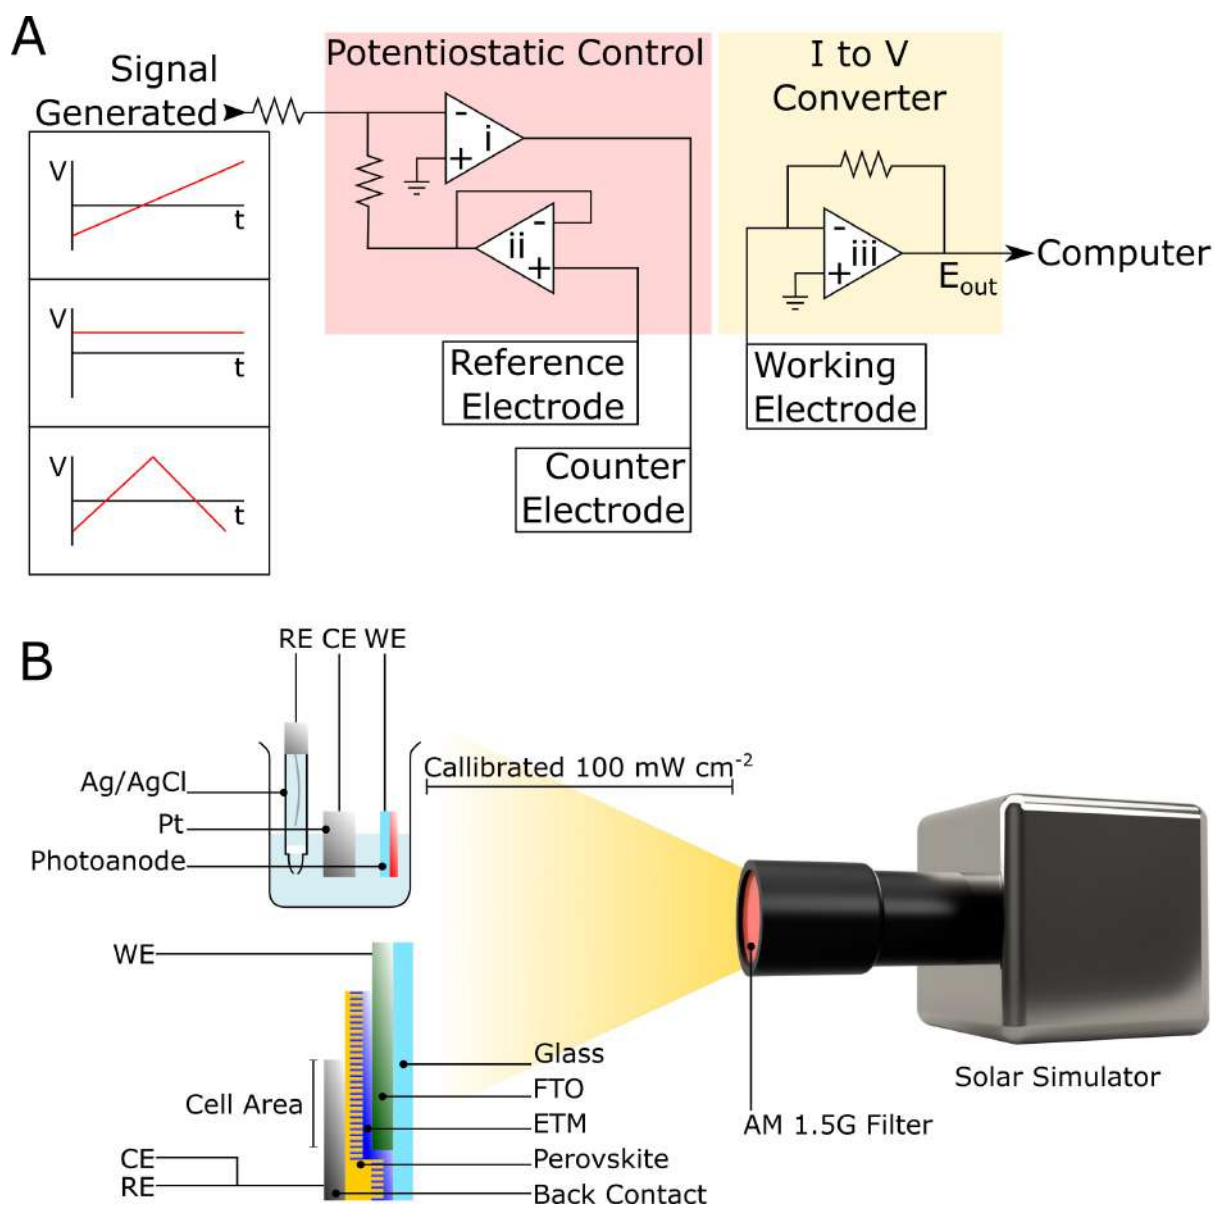 A
Signal
Generated
V
t
V
t
V
t
Potentiostatic Control
-
i
+
-
ii
+
I to V
Converter
-
iii
+
E_out
Computer
Reference
Electrode
Counter
Electrode
Working
Electrode
B
RE CE WE
Ag/AgCl
Pt
Photoanode
Callibrated 100 mW cm⁻²
WE
Cell Area
CE
RE
Glass
FTO
ETM
Perovskite
Back Contact
AM 1.5G Filter
Solar Simulator